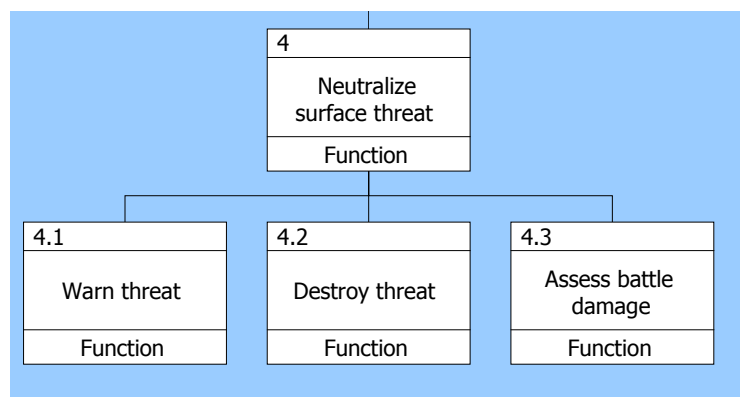 4
Neutralize
surface threat
Function
4.1
Warn threat
Function
4.2
Destroy threat
Function
4.3
Assess battle
damage
Function